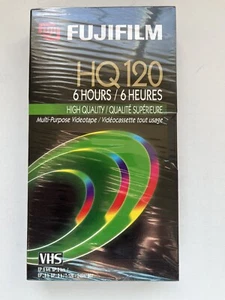 FUJIFILM
HQ 120
6 HOURS / 6 HEURES
HIGH QUALITY / QUALITÉ SUPÉRIEURE
Multi-Purpose Videotape / Vidéocassette tout usage
VHS